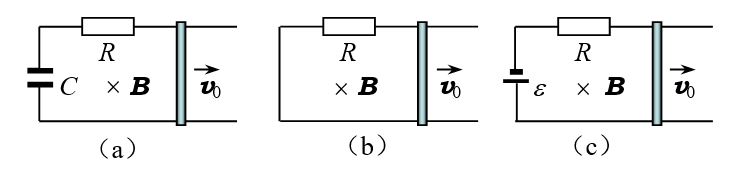 R R R
C × B v₀ × B v₀ ε × B v₀
（a） （b） （c）